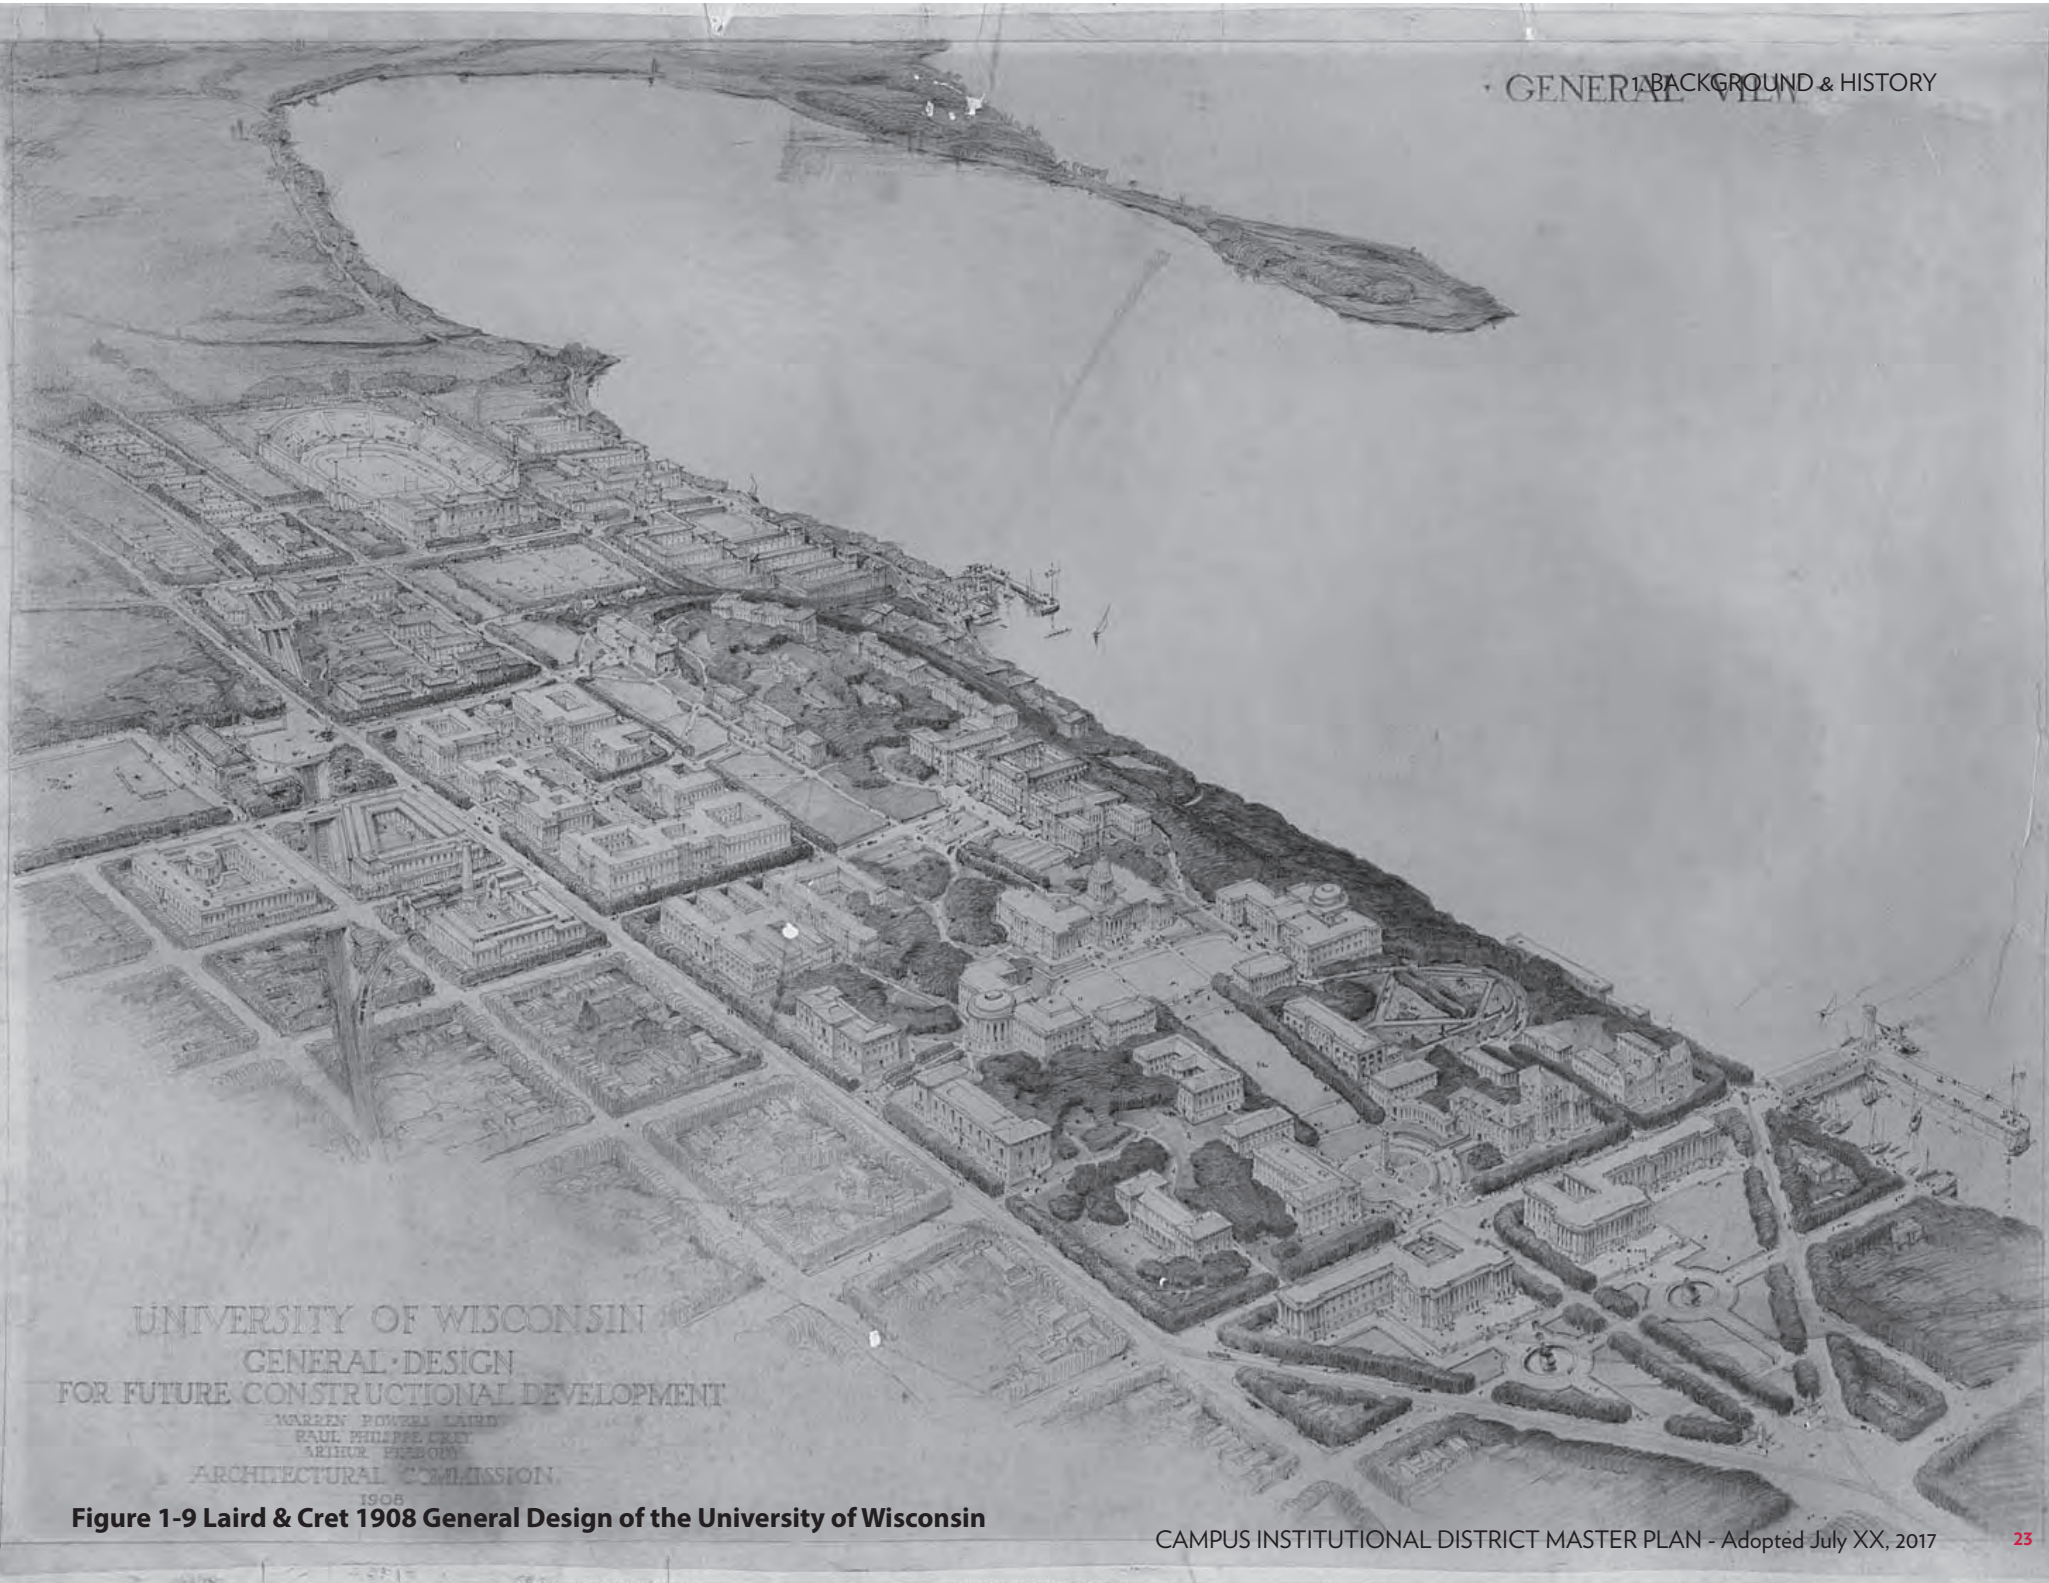 · GENERAL VIEW
1. BACKGROUND & HISTORY
UNIVERSITY OF WISCONSIN
GENERAL · DESIGN
FOR FUTURE CONSTRUCTIONAL DEVELOPMENT
WARREN POWERS LAIRD
PAUL PHILIPPE CRET
ARTHUR PEABODY
ARCHITECTURAL COMMISSION.
1908
Figure 1-9 Laird & Cret 1908 General Design of the University of Wisconsin
CAMPUS INSTITUTIONAL DISTRICT MASTER PLAN - Adopted July XX, 2017
23